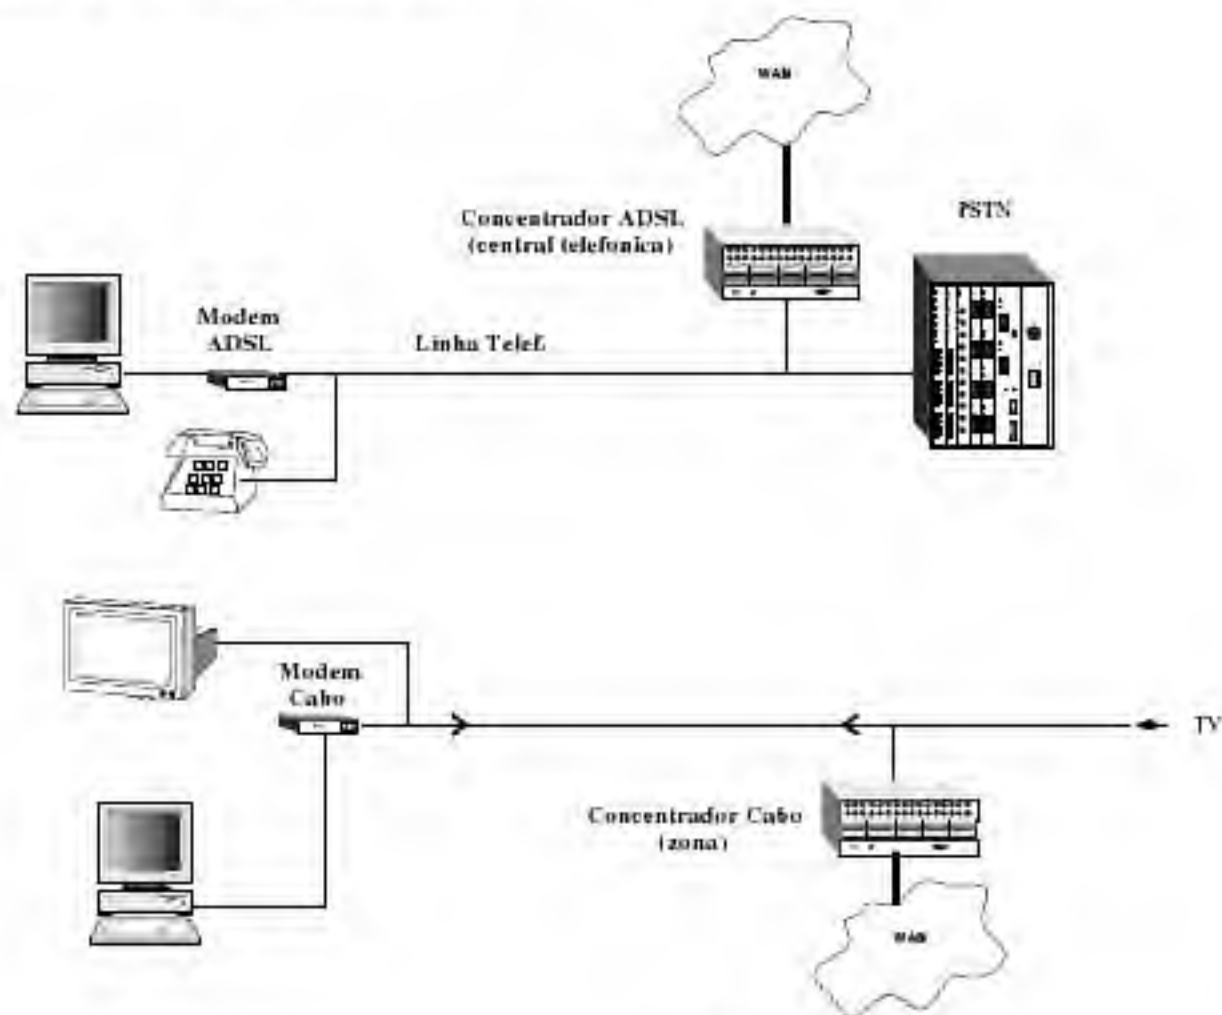 WAN
Concentrador ADSL
(central telefonica)
PSTN
Modem
ADSL
Linha Telef.
Modem
Cabo
TV
Concentrador Cabo
(zona)
WAN